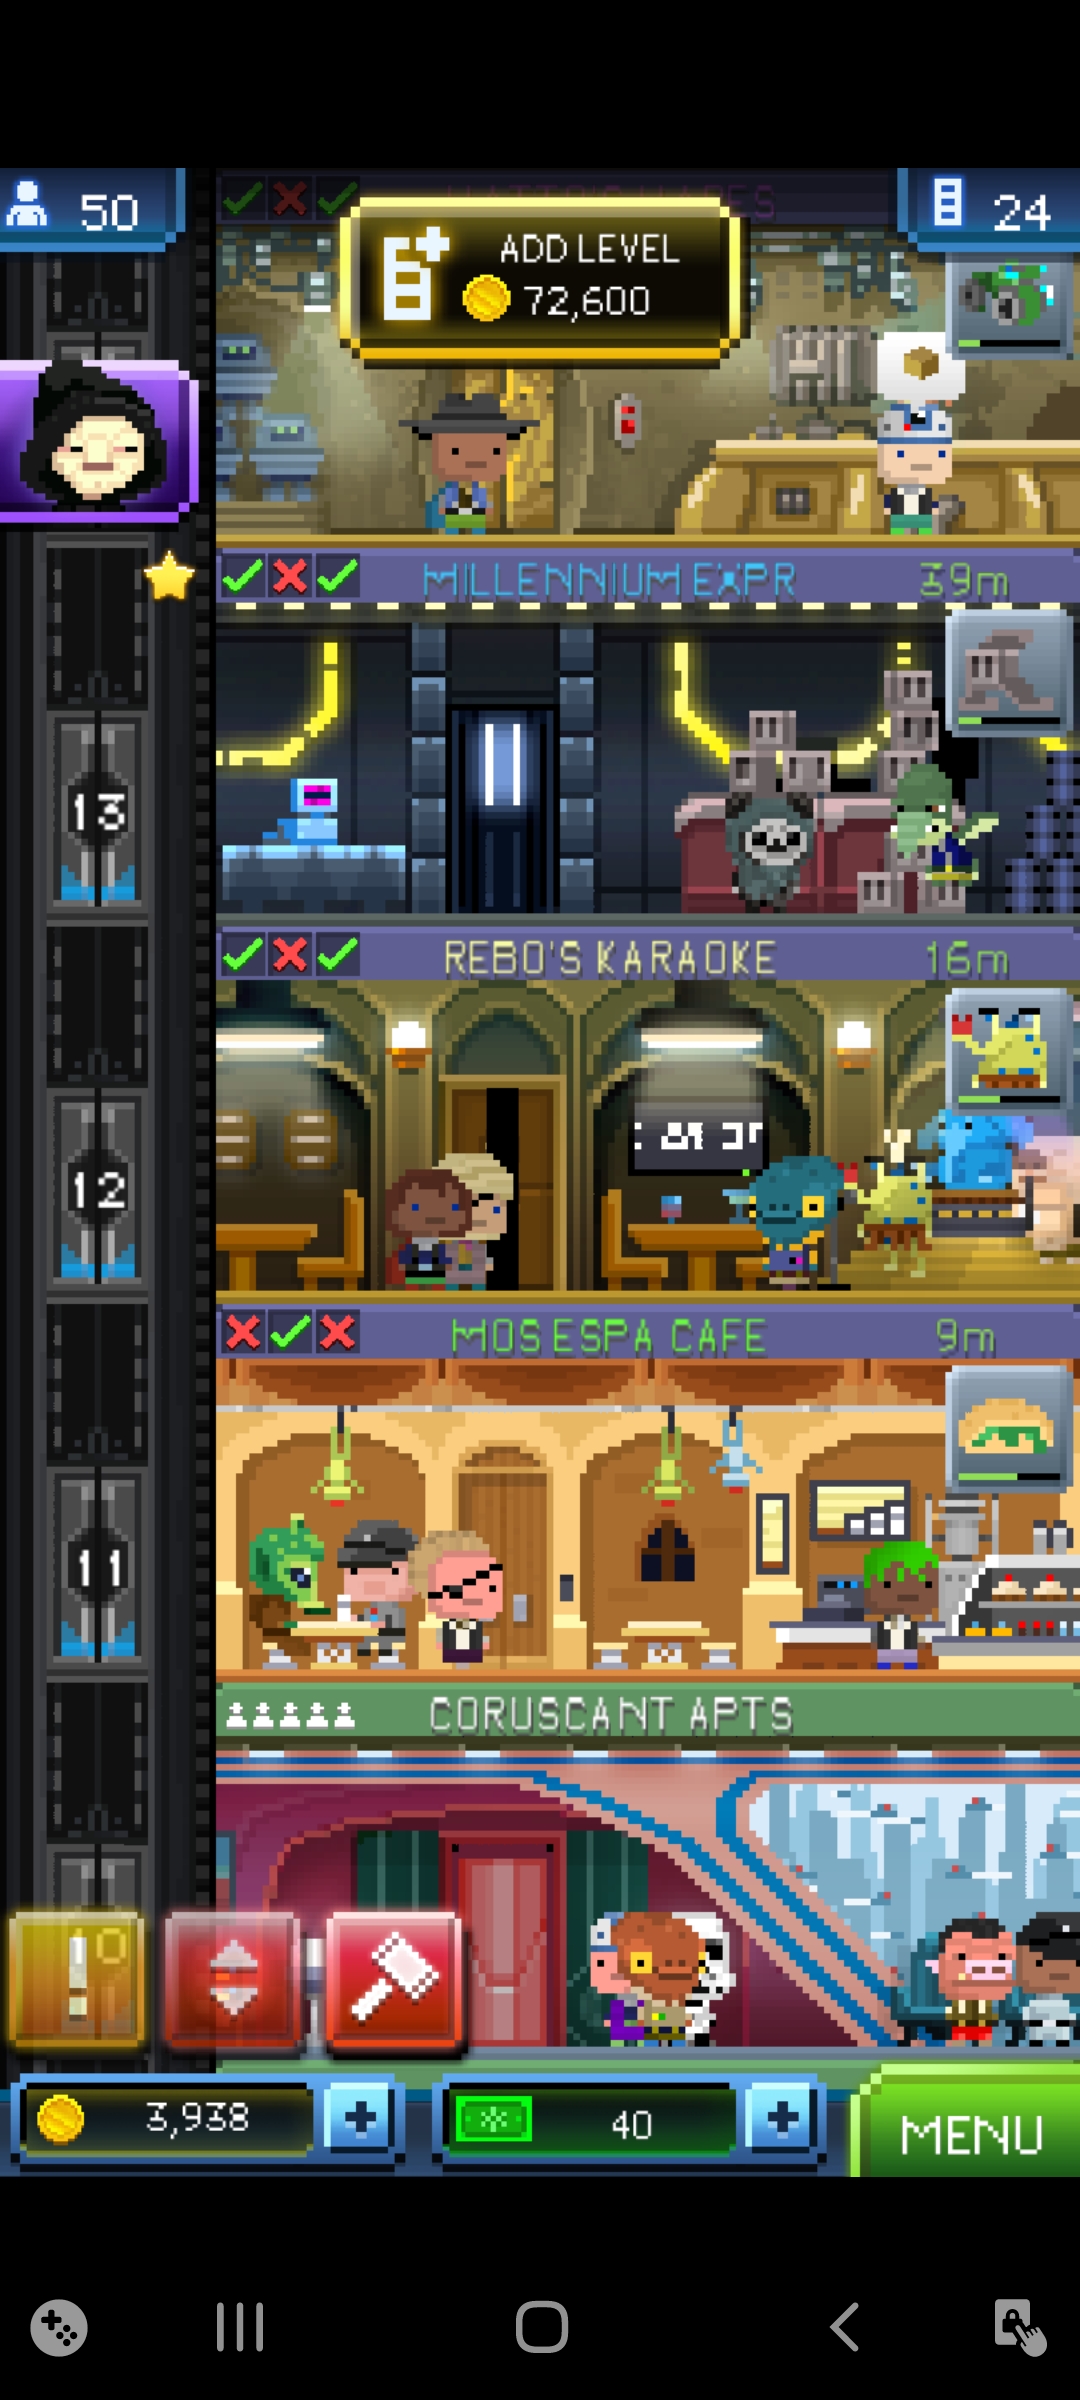 50
24
ADD LEVEL
72,600
MILLENNIUM EXPR 39m
13
REBO'S KARAOKE 16m
12
MOS ESPA CAFE 9m
11
CORUSCANT APTS
3,938
40
MENU